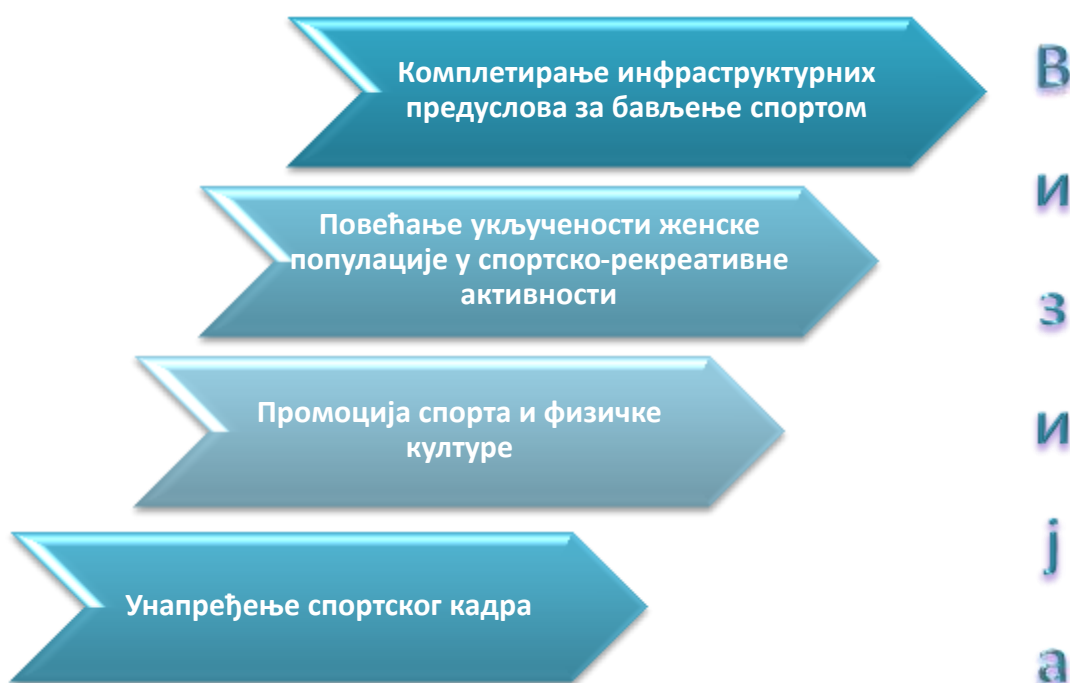 Комплетирање инфраструктурних
предуслова за бављење спортом
Повећање укључености женске
популације у спортско-рекреативне
активности
Промоција спорта и физичке
културе
Унапређење спортског кадра
В
и
з
и
ј
а